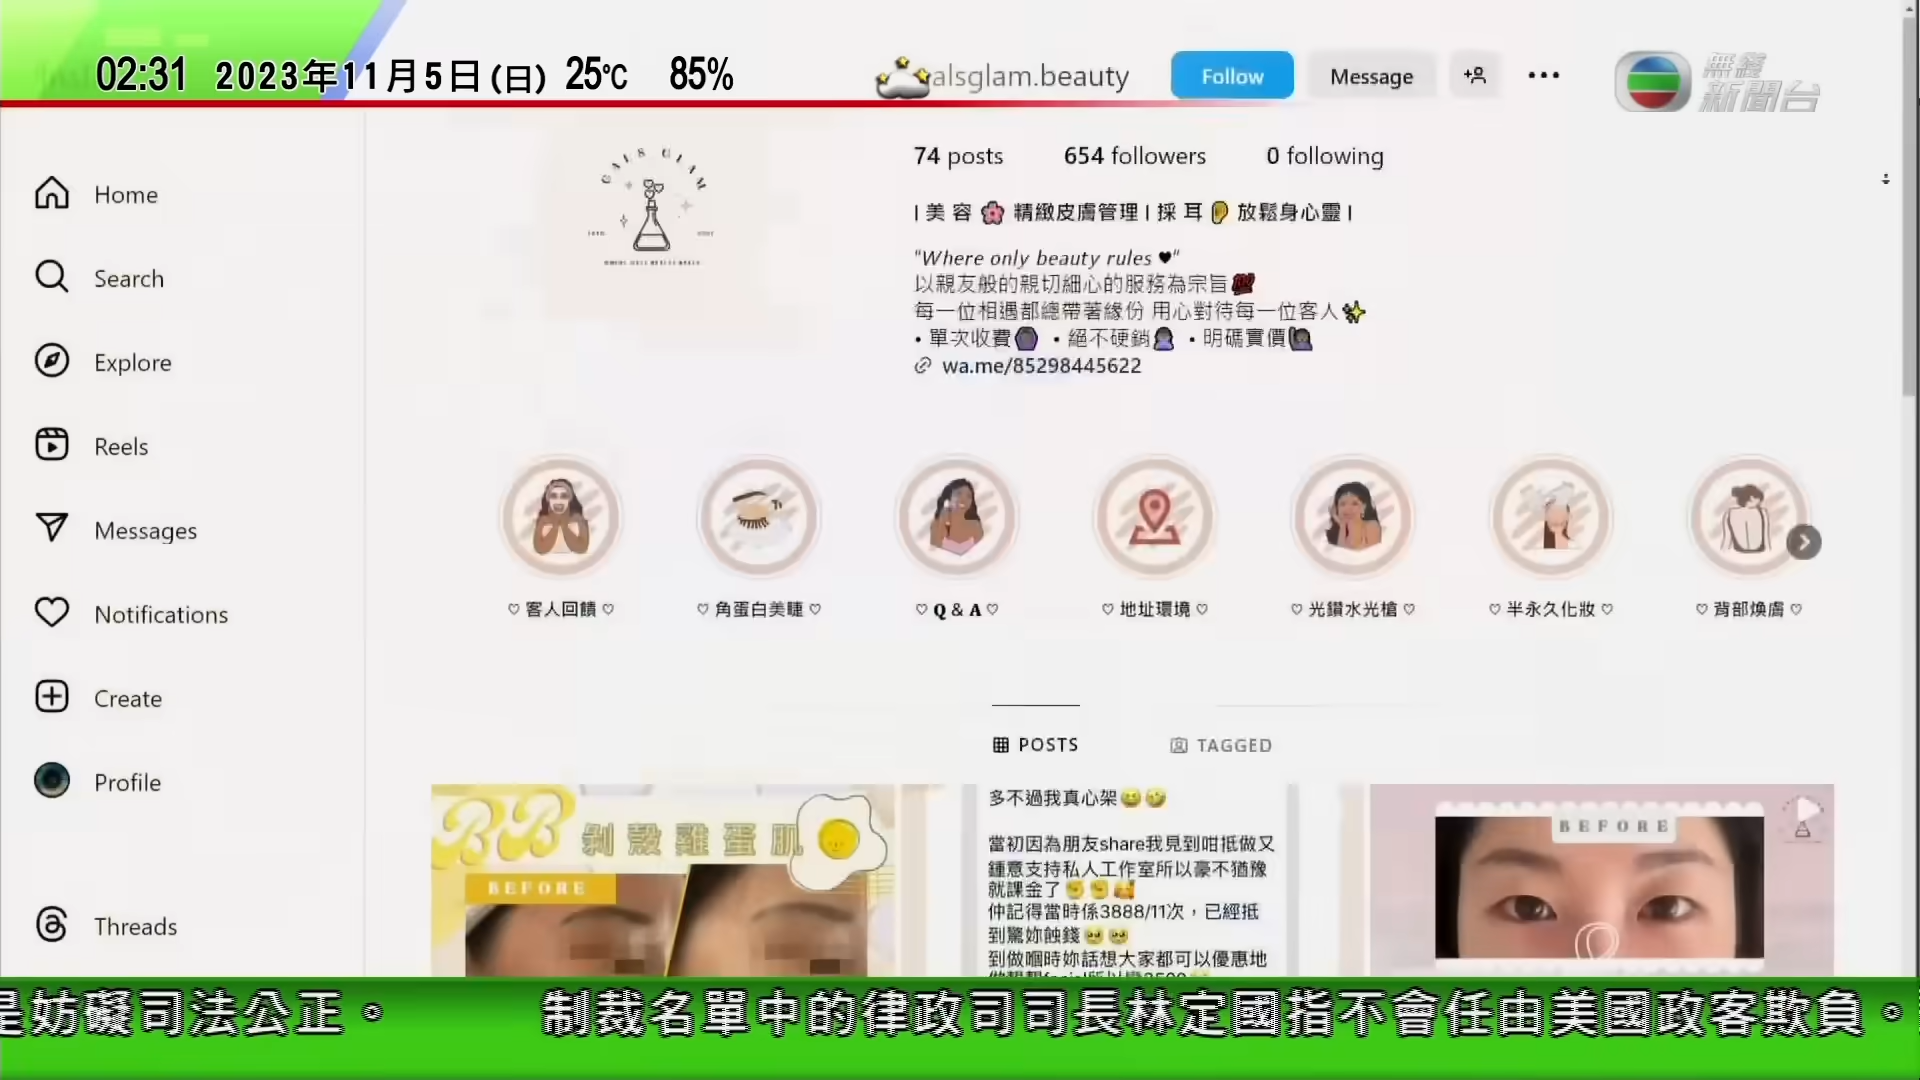 02:31 2023年11月5日(日) 25℃ 85%
alsglam.beauty
Follow
Message
無綫
新聞台
Home
Search
Explore
Reels
Messages
Notifications
Create
Profile
Threads
GALS GLAM
74 posts 654 followers 0 following
| 美 容 🌸 精緻皮膚管理 | 採 耳 👂 放鬆身心靈 |
"Where only beauty rules ♥"
以親友般的親切細心的服務為宗旨💯
每一位相遇都總帶著緣份 用心對待每一位客人✨
• 單次收費 • 絕不硬銷 • 明碼實價
wa.me/85298445622
♡ 客人回饋 ♡
♡ 角蛋白美睫 ♡
♡ Q & A ♡
♡ 地址環境 ♡
♡ 光鑽水光槍 ♡
♡ 半永久化妝 ♡
♡ 背部煥膚 ♡
POSTS
TAGGED
BB 剝殼雞蛋肌
BEFORE
多不過我真心架
當初因為朋友share我見到咁抵做又
鍾意支持私人工作室所以豪不猶豫
就課金了
仲記得當時係3888/11次，已經抵
到驚妳蝕錢
到做嗰時妳話想大家都可以優惠地
BEFORE
是妨礙司法公正。 制裁名單中的律政司司長林定國指不會任由美國政客欺負。